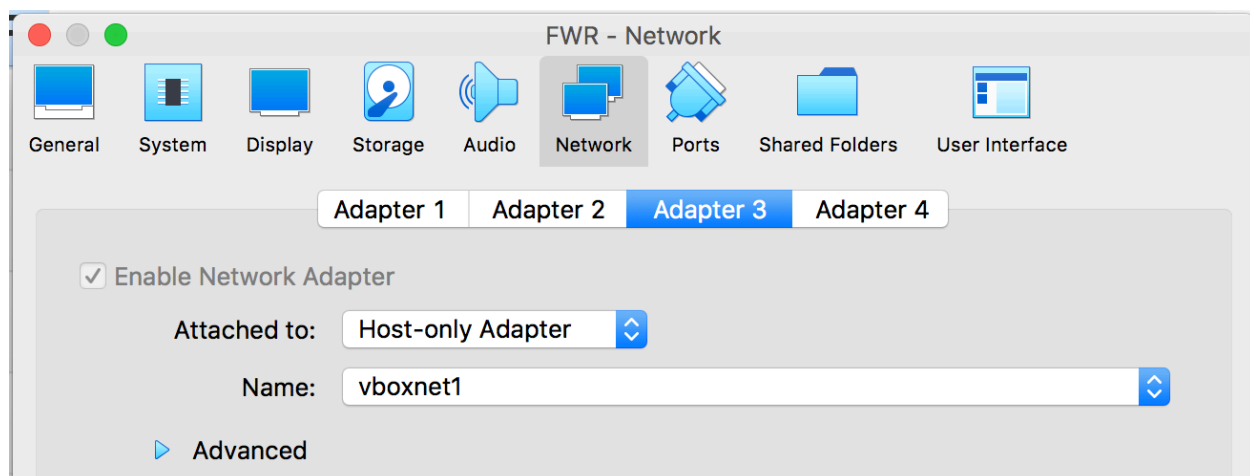 FWR - Network
General System Display Storage Audio Network Ports Shared Folders User Interface
Adapter 1 Adapter 2 Adapter 3 Adapter 4
Enable Network Adapter
Attached to: Host-only Adapter
Name: vboxnet1
Advanced